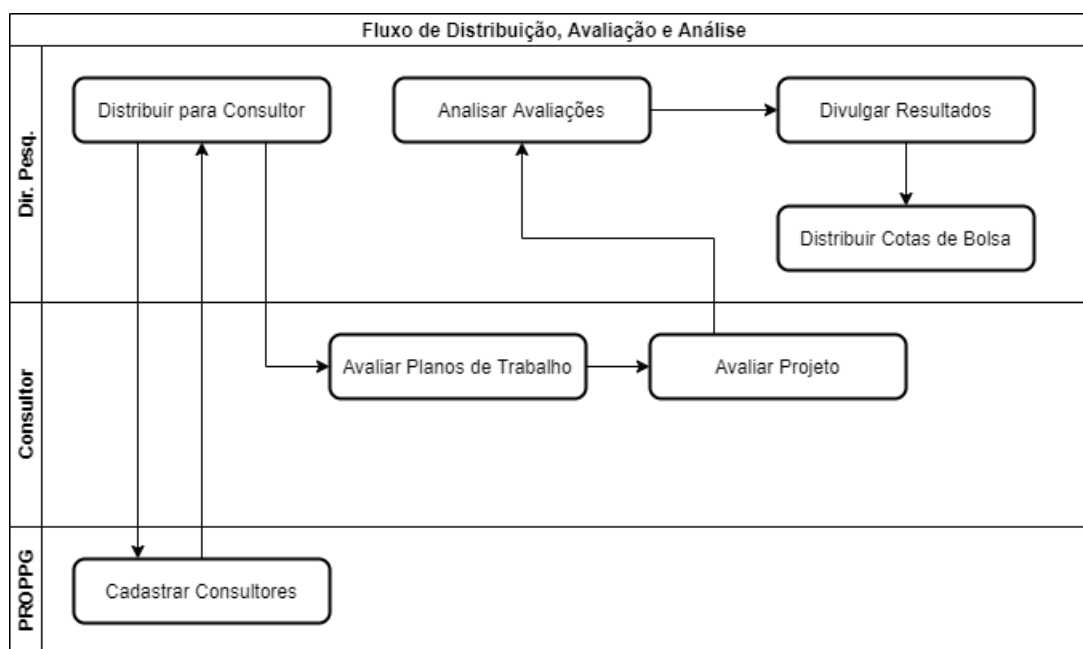 Fluxo de Distribuição, Avaliação e Análise
Dir. Pesq.
Distribuir para Consultor
Analisar Avaliações
Divulgar Resultados
Distribuir Cotas de Bolsa
Consultor
Avaliar Planos de Trabalho
Avaliar Projeto
PROPPG
Cadastrar Consultores